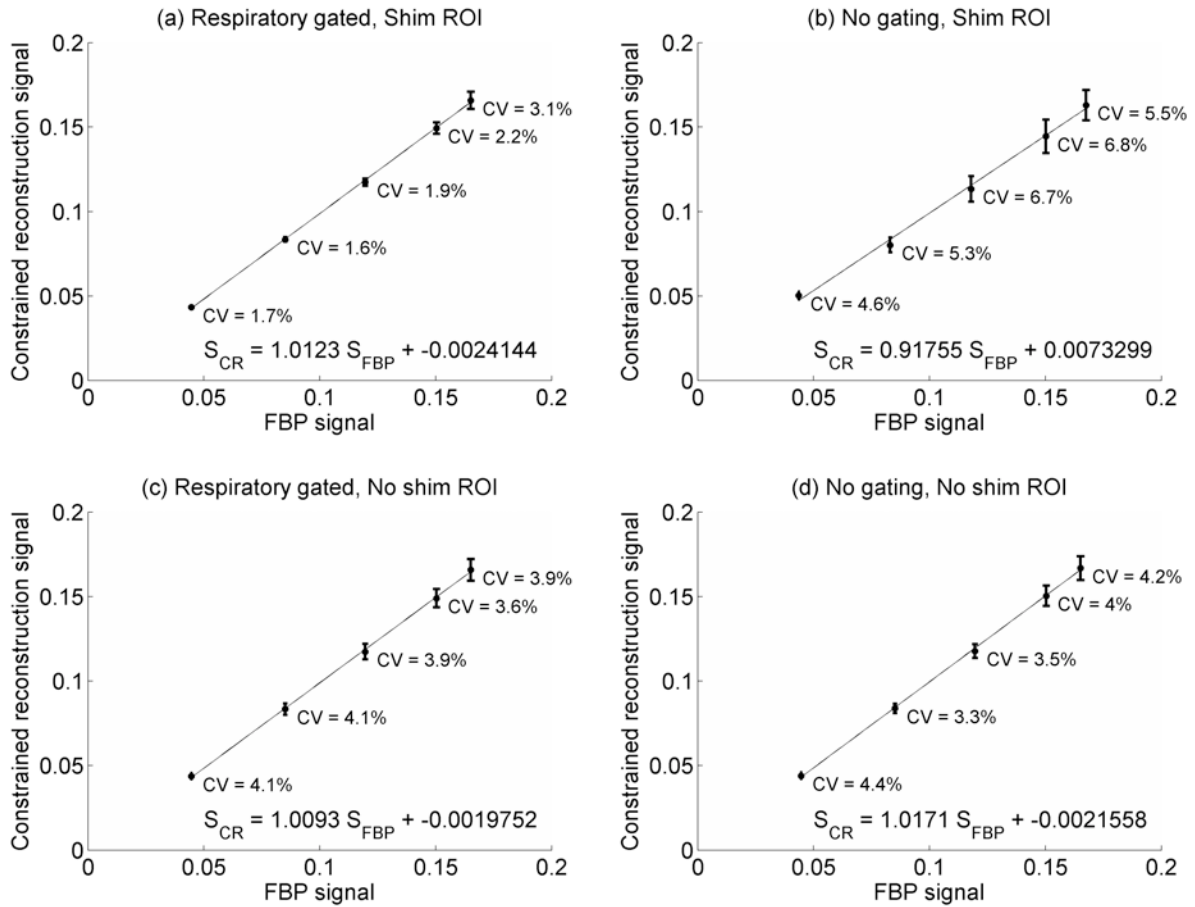 (a) Respiratory gated, Shim ROI
Constrained reconstruction signal
0.2
0.15
0.1
0.05
0
CV = 3.1%
CV = 2.2%
CV = 1.9%
CV = 1.6%
CV = 1.7%
S_CR = 1.0123 S_FBP + -0.0024144
0 0.05 0.1 0.15 0.2
FBP signal
(b) No gating, Shim ROI
Constrained reconstruction signal
0.2
0.15
0.1
0.05
0
CV = 5.5%
CV = 6.8%
CV = 6.7%
CV = 5.3%
CV = 4.6%
S_CR = 0.91755 S_FBP + 0.0073299
0 0.05 0.1 0.15 0.2
FBP signal
(c) Respiratory gated, No shim ROI
Constrained reconstruction signal
0.2
0.15
0.1
0.05
0
CV = 3.9%
CV = 3.6%
CV = 3.9%
CV = 4.1%
CV = 4.1%
S_CR = 1.0093 S_FBP + -0.0019752
0 0.05 0.1 0.15 0.2
FBP signal
(d) No gating, No shim ROI
Constrained reconstruction signal
0.2
0.15
0.1
0.05
0
CV = 4.2%
CV = 4%
CV = 3.5%
CV = 3.3%
CV = 4.4%
S_CR = 1.0171 S_FBP + -0.0021558
0 0.05 0.1 0.15 0.2
FBP signal